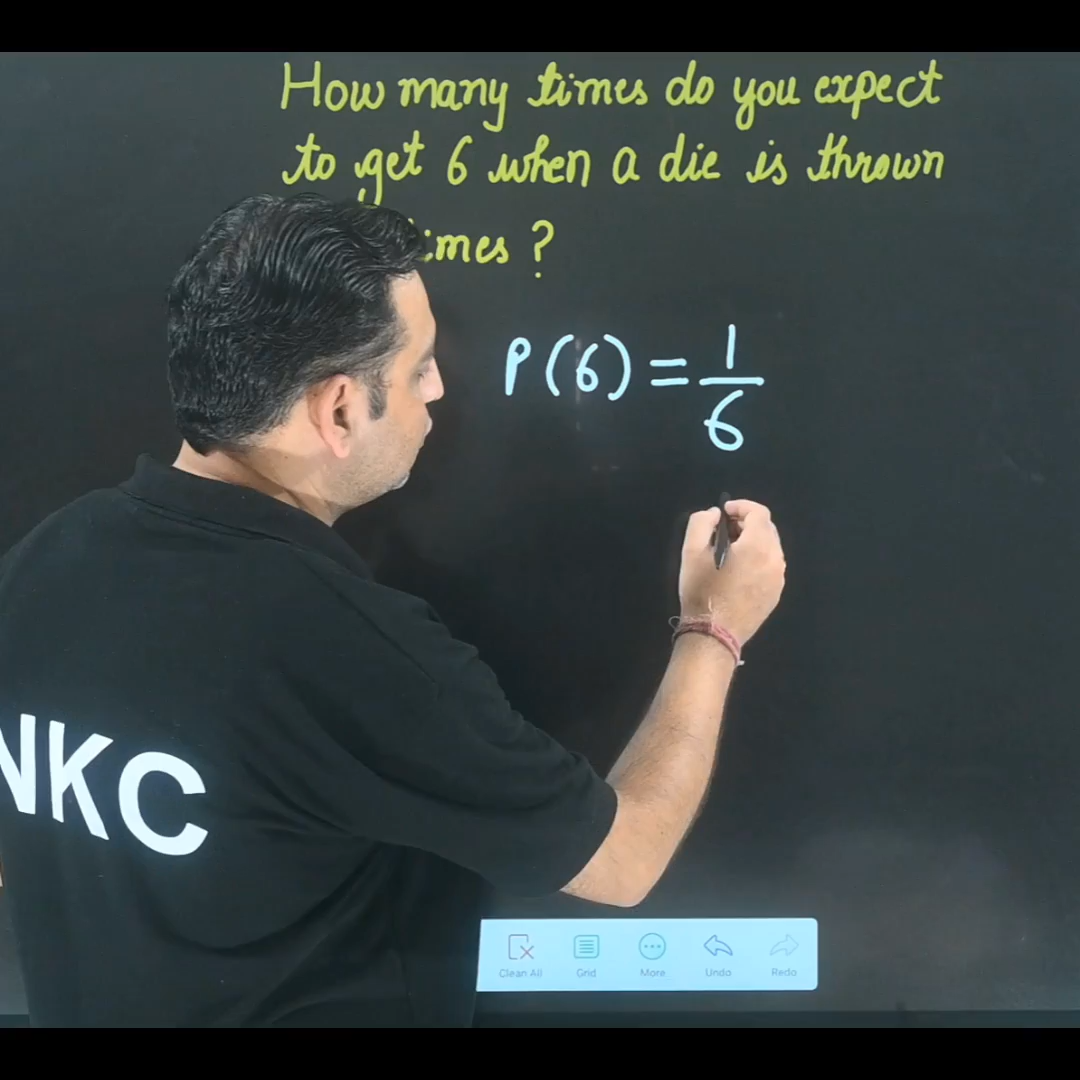 How many times do you expect
to get 6 when a die is thrown
?
P(6) = 1/6
NKC
Clean All
Grid
More
Undo
Redo